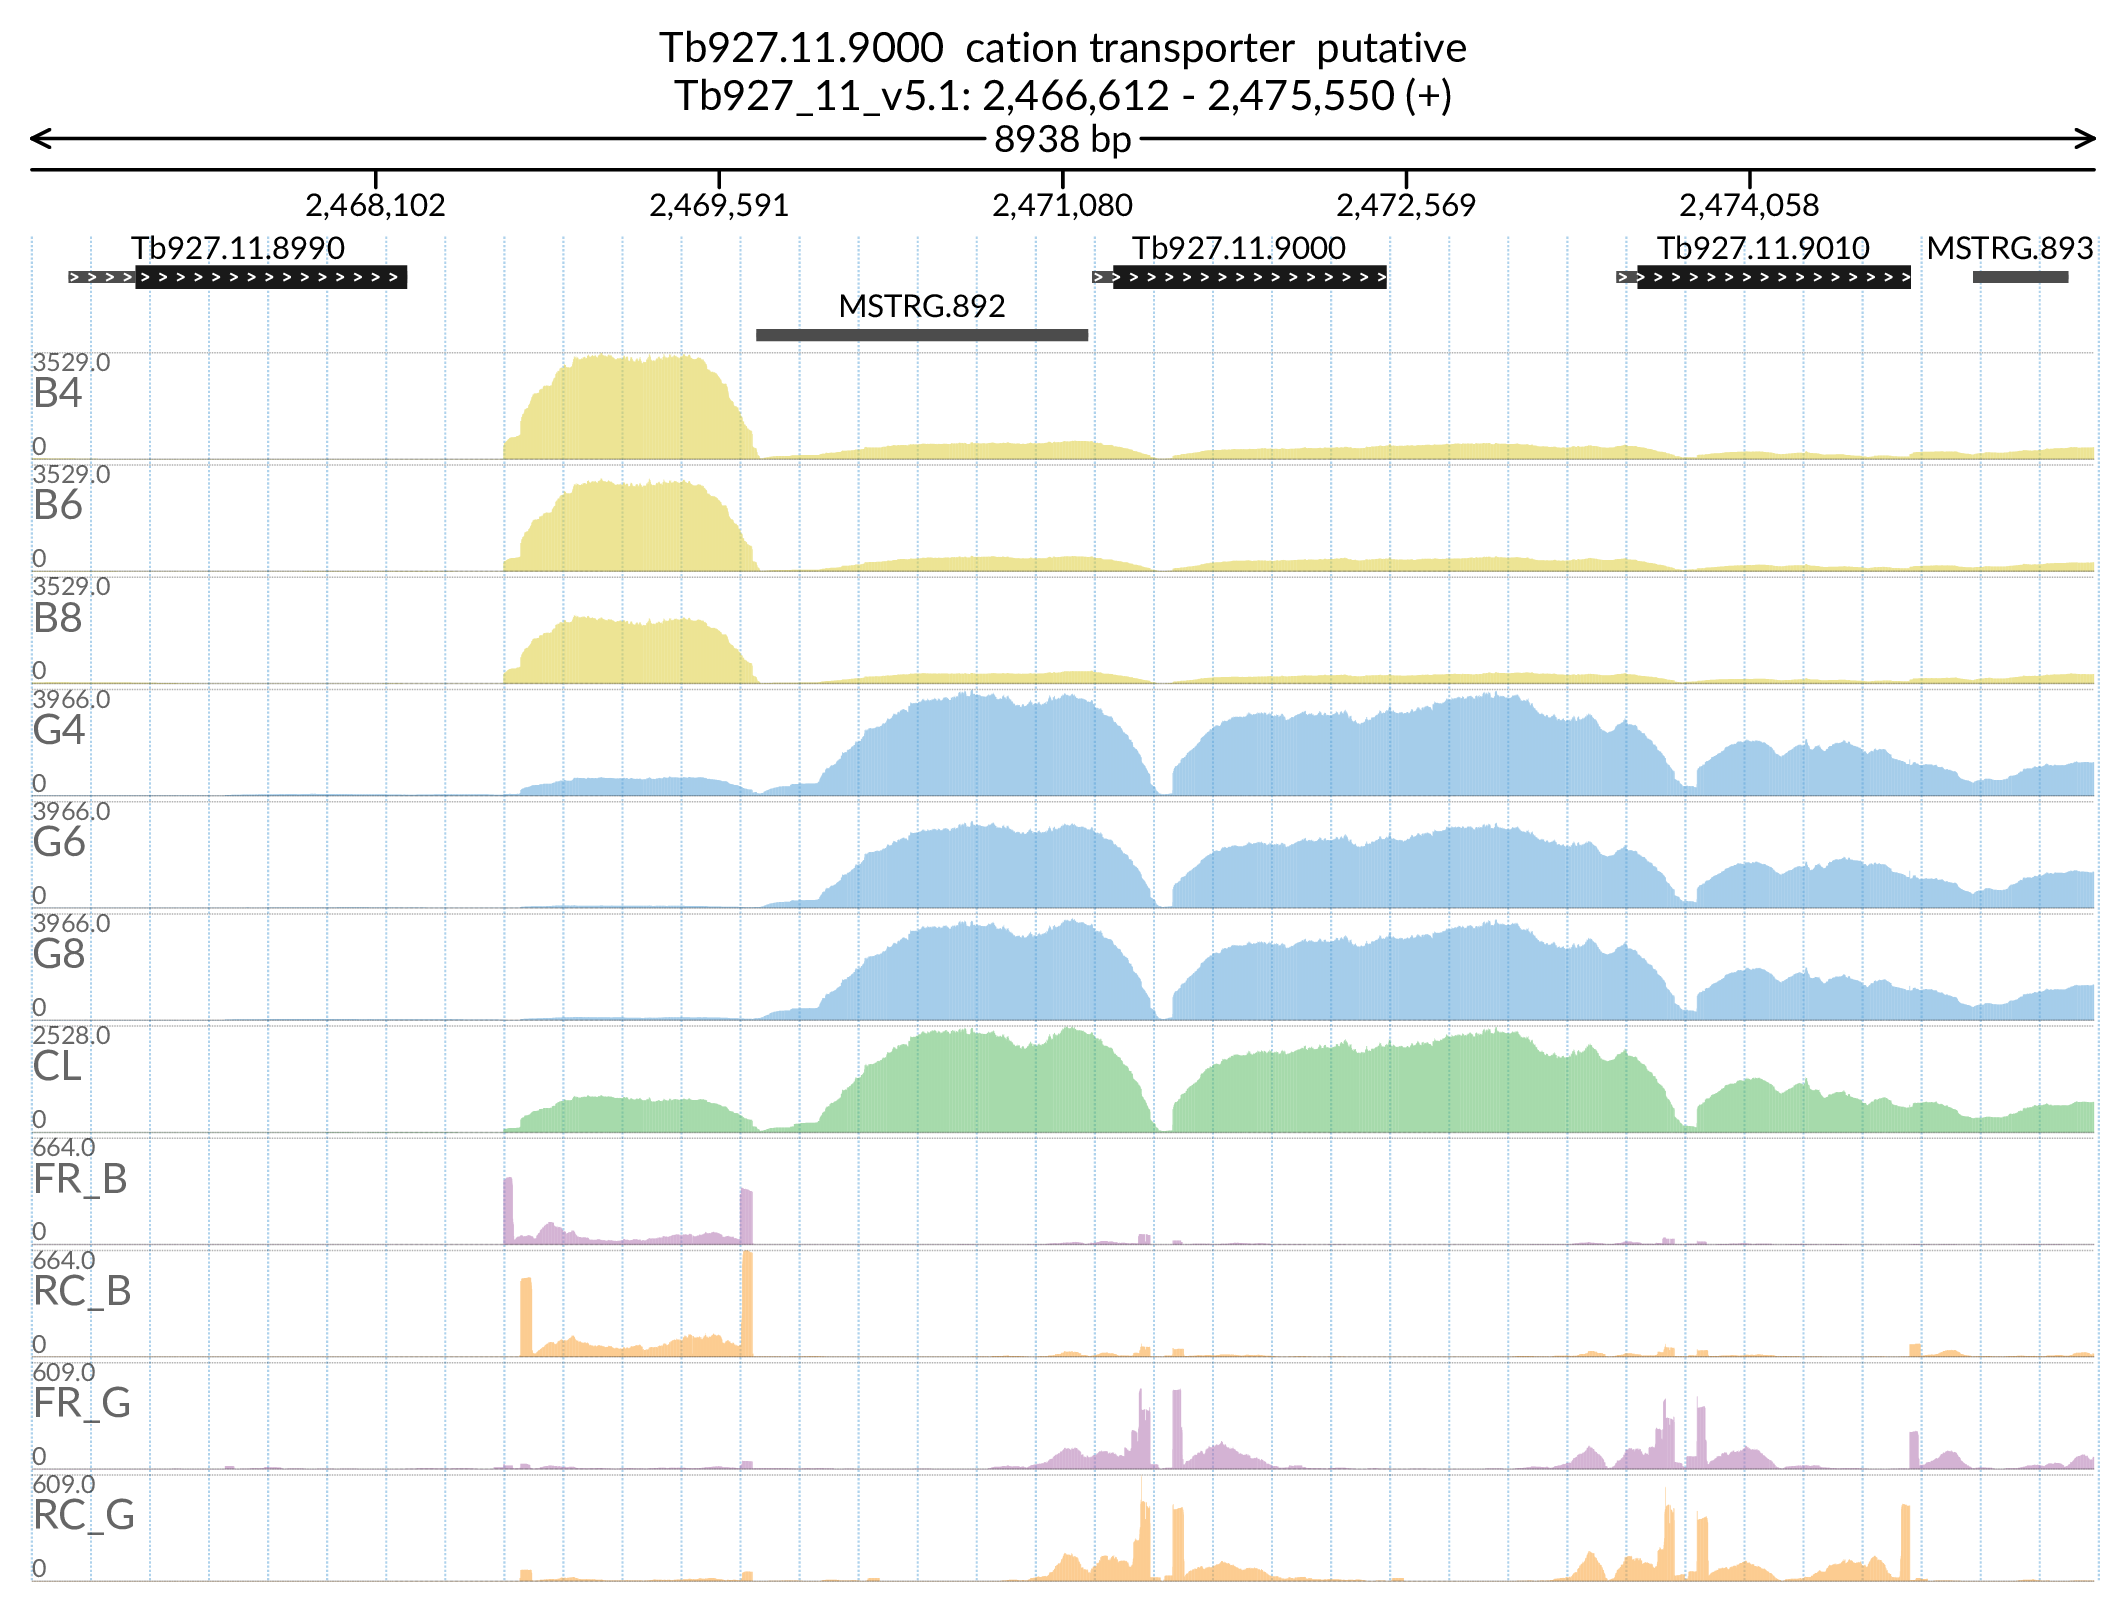 Tb927.11.9000 cation transporter putative
Tb927_11_v5.1: 2,466,612 - 2,475,550 (+)
8938 bp
2,468,102 2,469,591 2,471,080 2,472,569 2,474,058
Tb927.11.8990 Tb927.11.9000 Tb927.11.9010 MSTRG.893
MSTRG.892
3529.0
B4
0
3529.0
B6
0
3529.0
B8
0
3966.0
G4
0
3966.0
G6
0
3966.0
G8
0
2528.0
CL
0
664.0
FR_B
0
664.0
RC_B
0
609.0
FR_G
0
609.0
RC_G
0